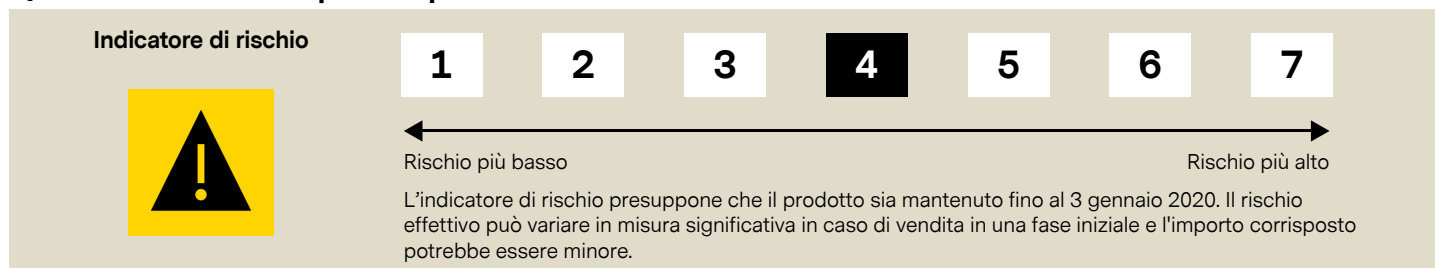 Indicatore di rischio
1 2 3 4 5 6 7
Rischio più basso Rischio più alto
L'indicatore di rischio presuppone che il prodotto sia mantenuto fino al 3 gennaio 2020. Il rischio
effettivo può variare in misura significativa in caso di vendita in una fase iniziale e l'importo corrisposto
potrebbe essere minore.